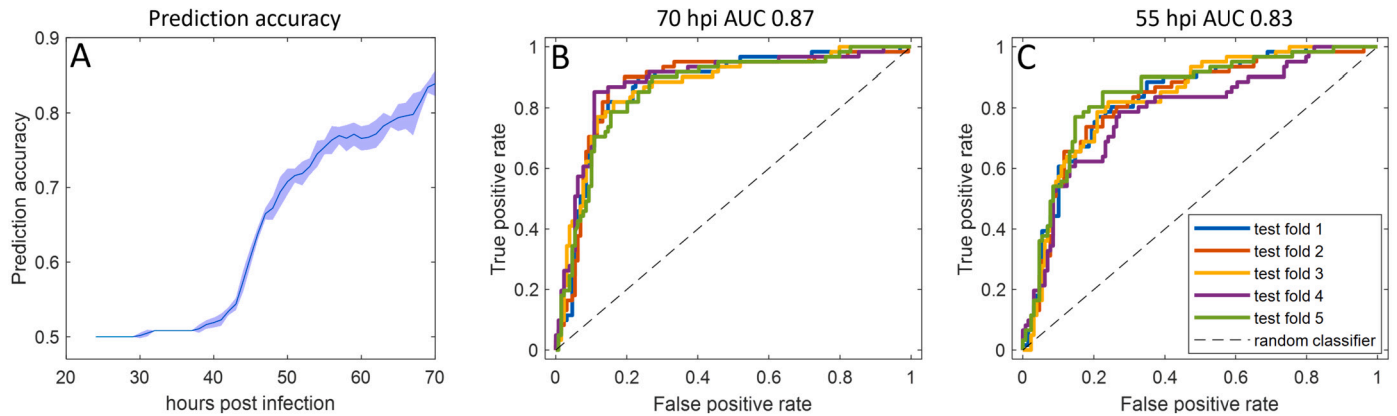 Prediction accuracy
A
Prediction accuracy
0.9
0.8
0.7
0.6
0.5
20 30 40 50 60 70
hours post infection
70 hpi AUC 0.87
B
True positive rate
1
0.8
0.6
0.4
0.2
0
0 0.2 0.4 0.6 0.8 1
False positive rate
55 hpi AUC 0.83
C
True positive rate
1
0.8
0.6
0.4
0.2
0
0 0.2 0.4 0.6 0.8 1
False positive rate
test fold 1
test fold 2
test fold 3
test fold 4
test fold 5
random classifier